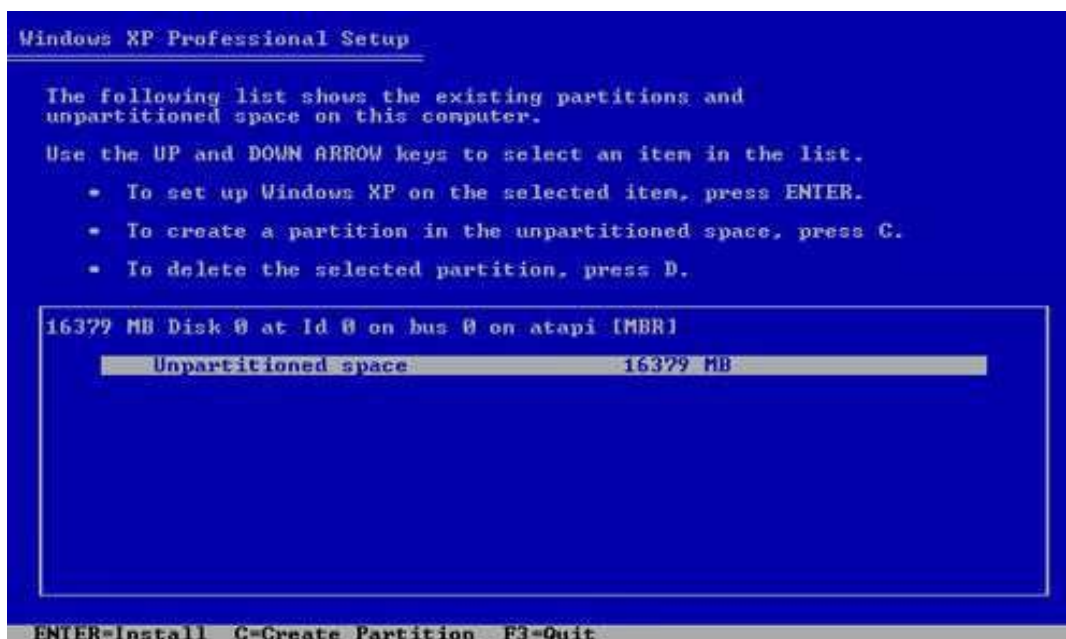 Windows XP Professional Setup
The following list shows the existing partitions and
unpartitioned space on this computer.
Use the UP and DOWN ARROW keys to select an item in the list.
• To set up Windows XP on the selected item, press ENTER.
• To create a partition in the unpartitioned space, press C.
• To delete the selected partition, press D.
16379 MB Disk 0 at Id 0 on bus 0 on atapi [MBR]
Unpartitioned space 16379 MB
ENTER=Install C=Create Partition F3=Quit